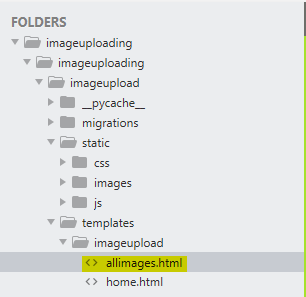 FOLDERS
imageuploading
imageuploading
imageupload
__pycache__
migrations
static
css
images
js
templates
imageupload
<> allimages.html
<> home.html